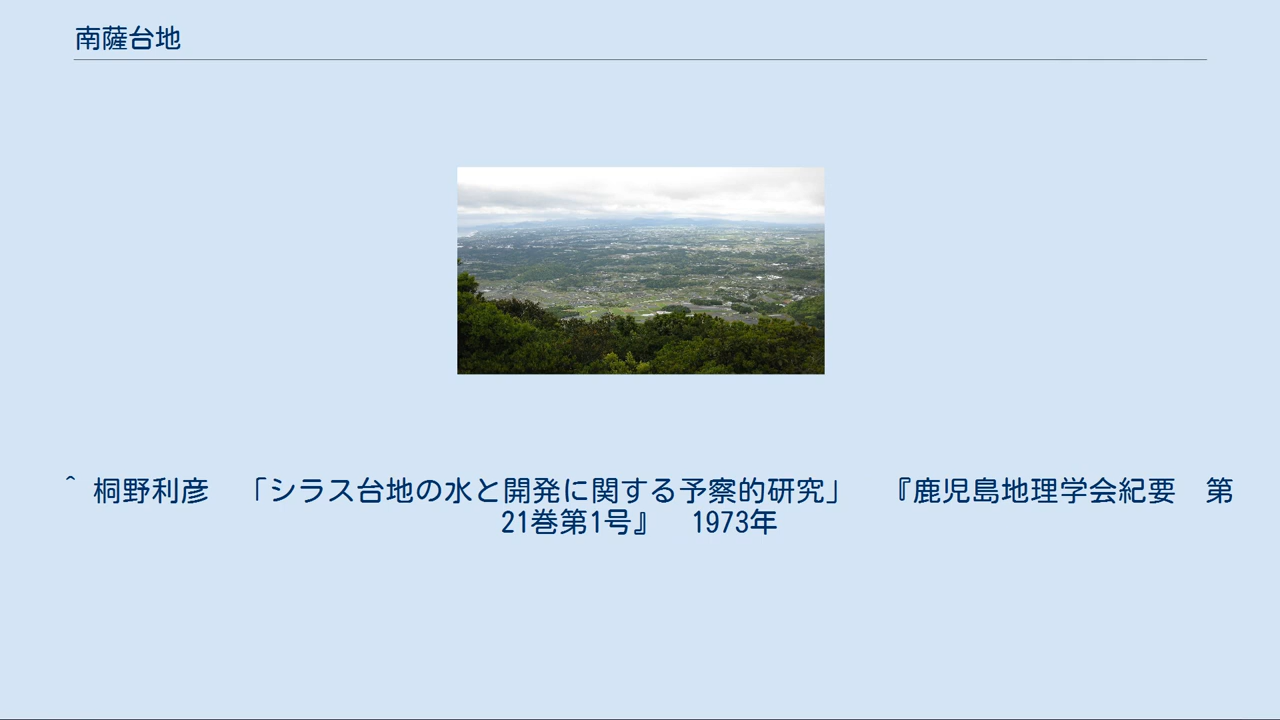 南薩台地
^ 桐野利彦　「シラス台地の水と開発に関する予察的研究」　『鹿児島地理学会紀要　第
21巻第1号』　1973年